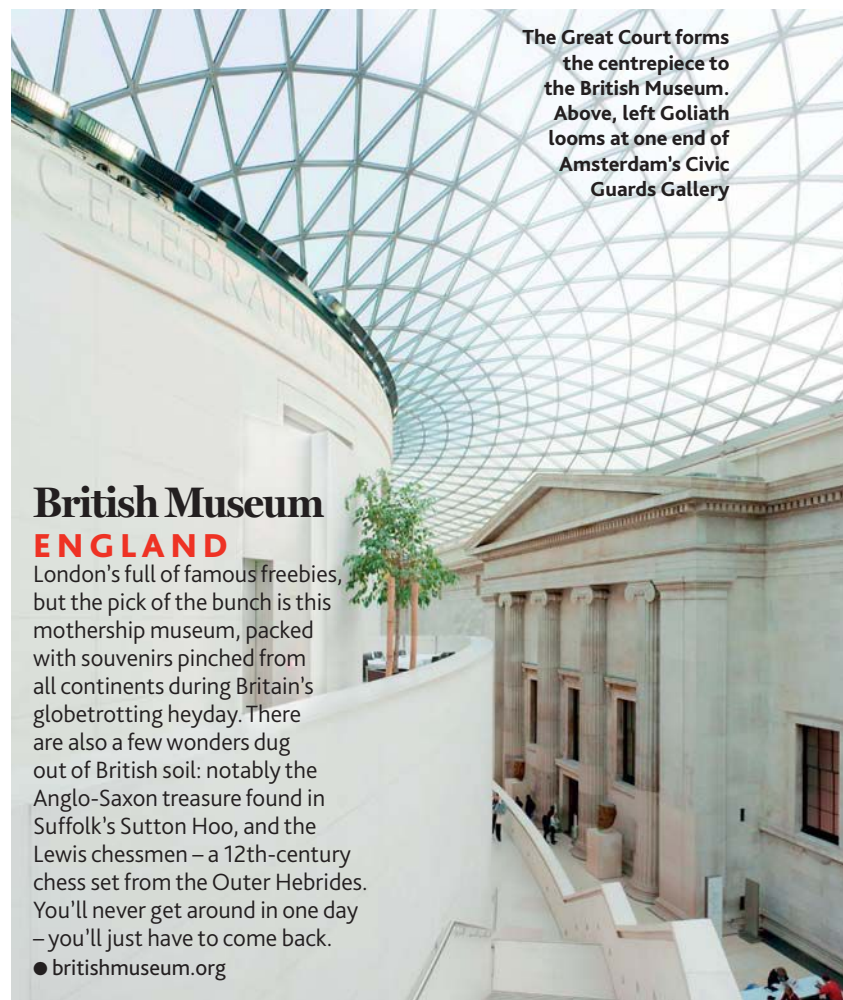 The Great Court forms
the centrepiece to
the British Museum.
Above, left Goliath
looms at one end of
Amsterdam's Civic
Guards Gallery
CELEBRATING THE
British Museum
ENGLAND
London's full of famous freebies,
but the pick of the bunch is this
mothership museum, packed
with souvenirs pinched from
all continents during Britain's
globetrotting heyday. There
are also a few wonders dug
out of British soil: notably the
Anglo-Saxon treasure found in
Suffolk's Sutton Hoo, and the
Lewis chessmen – a 12th-century
chess set from the Outer Hebrides.
You'll never get around in one day
– you'll just have to come back.
● britishmuseum.org